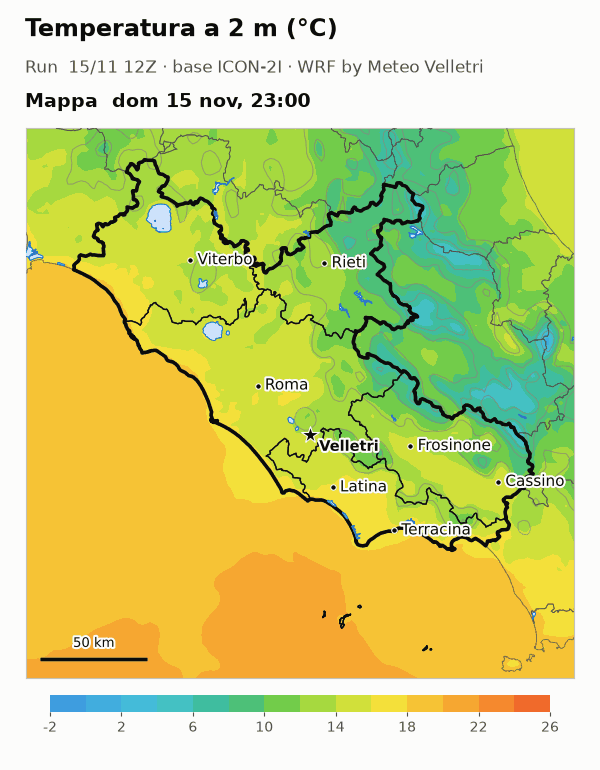 Temperatura a 2 m (°C)
Run  15/11 12Z · base ICON-2I · WRF by Meteo Velletri
Mappa  dom 15 nov, 23:00
Viterbo
Rieti
Roma
Velletri
Frosinone
Cassino
Latina
Terracina
50 km
-2 2 6 10 14 18 22 26